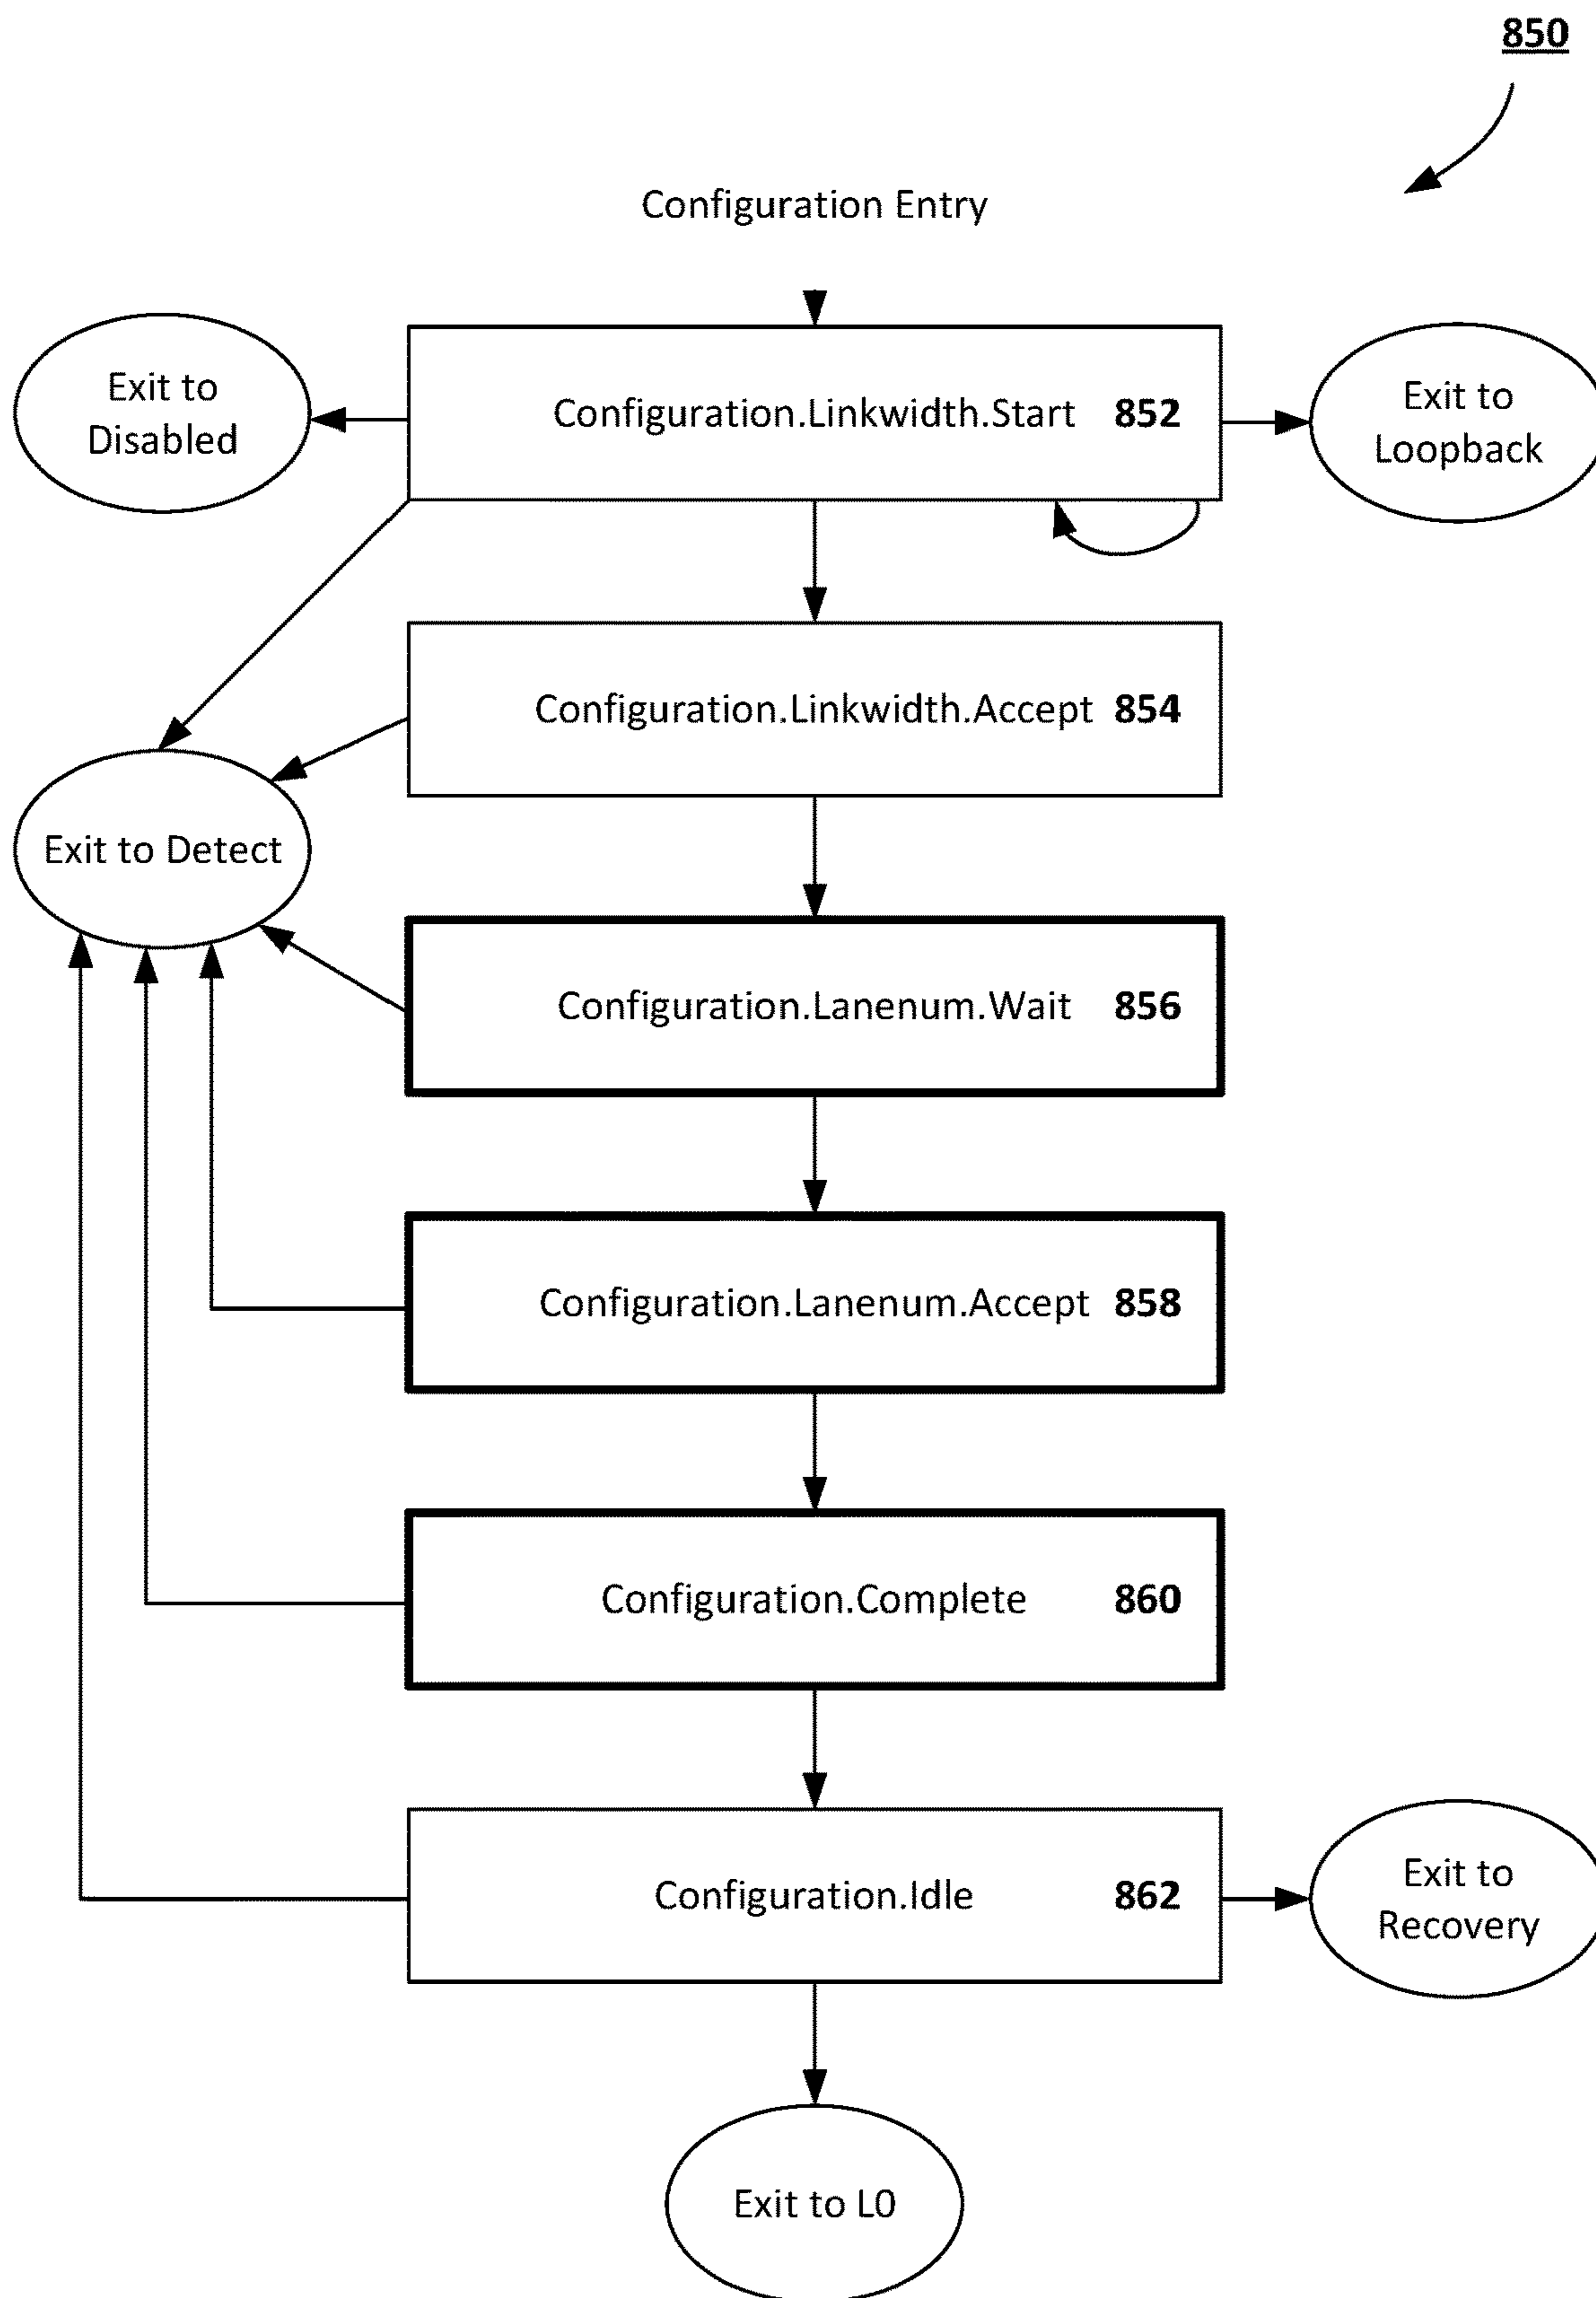 850
Configuration Entry
Exit to
Disabled
Configuration.Linkwidth.Start 852
Exit to
Loopback
Configuration.Linkwidth.Accept 854
Exit to Detect
Configuration.Lanenum.Wait 856
Configuration.Lanenum.Accept 858
Configuration.Complete 860
Configuration.Idle 862
Exit to
Recovery
Exit to L0